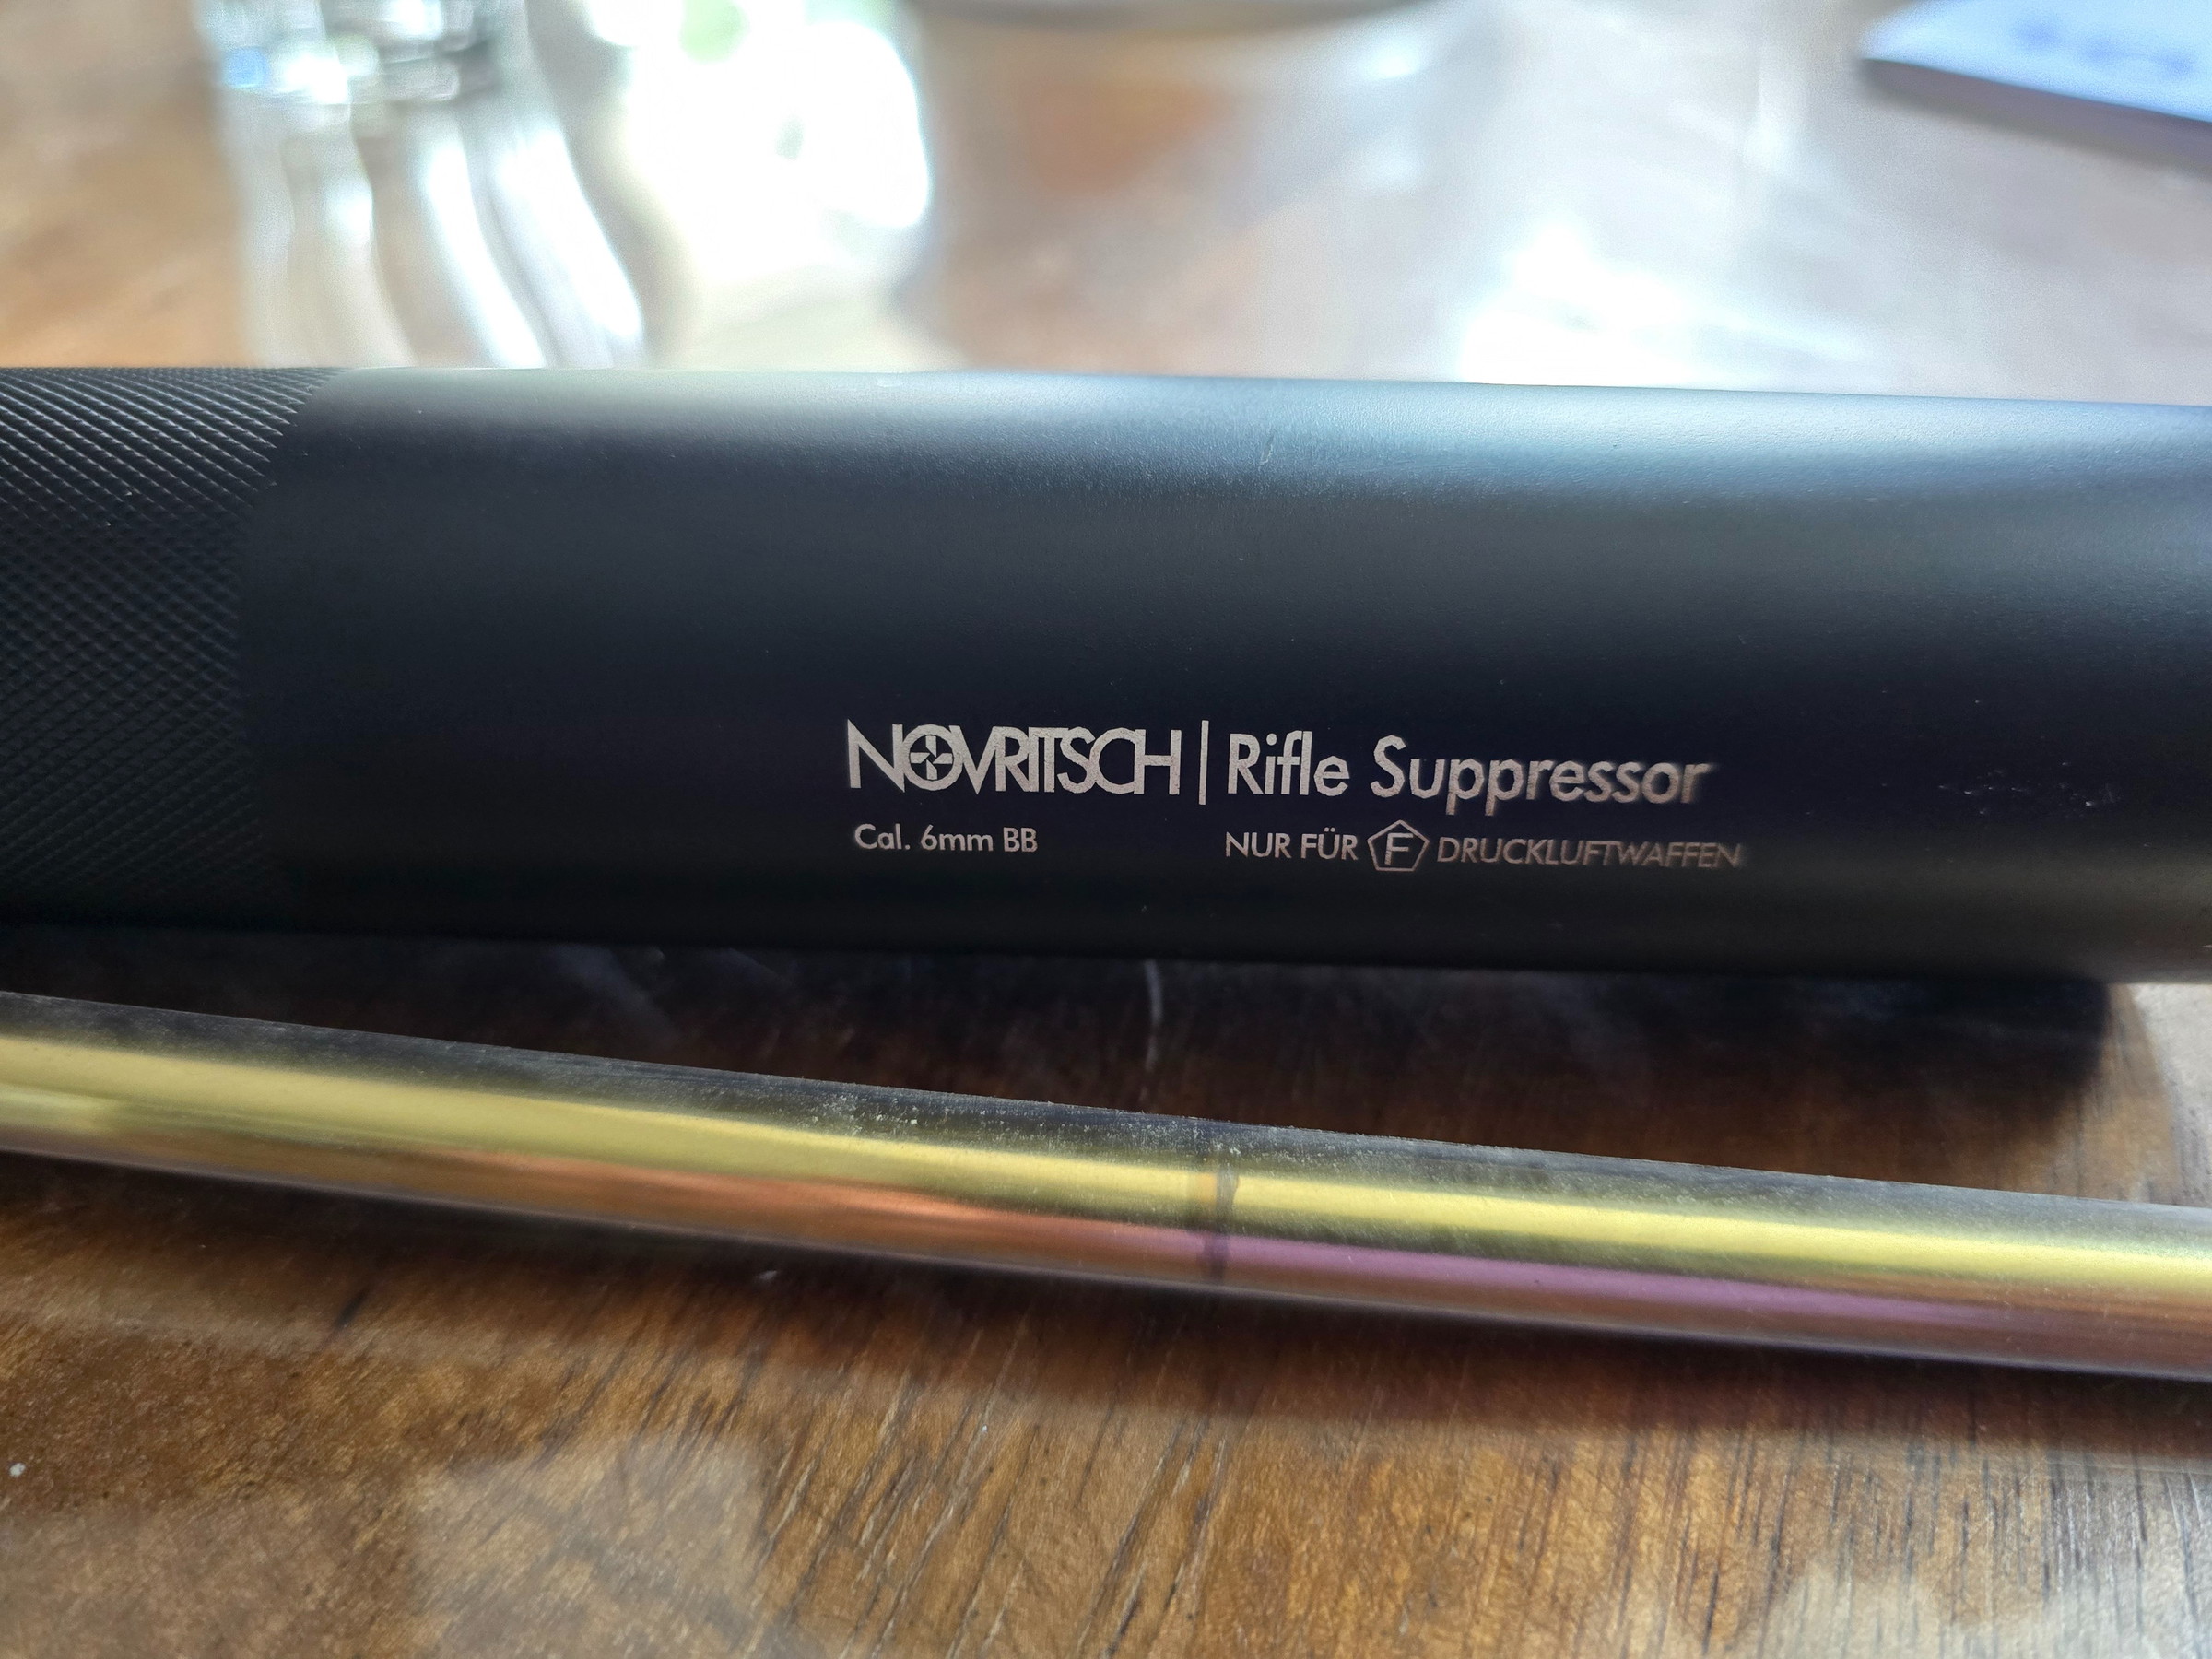 NOVRITSCH | Rifle Suppressor
Cal. 6mm BB NUR FÜR F DRUCKLUFTWAFFEN